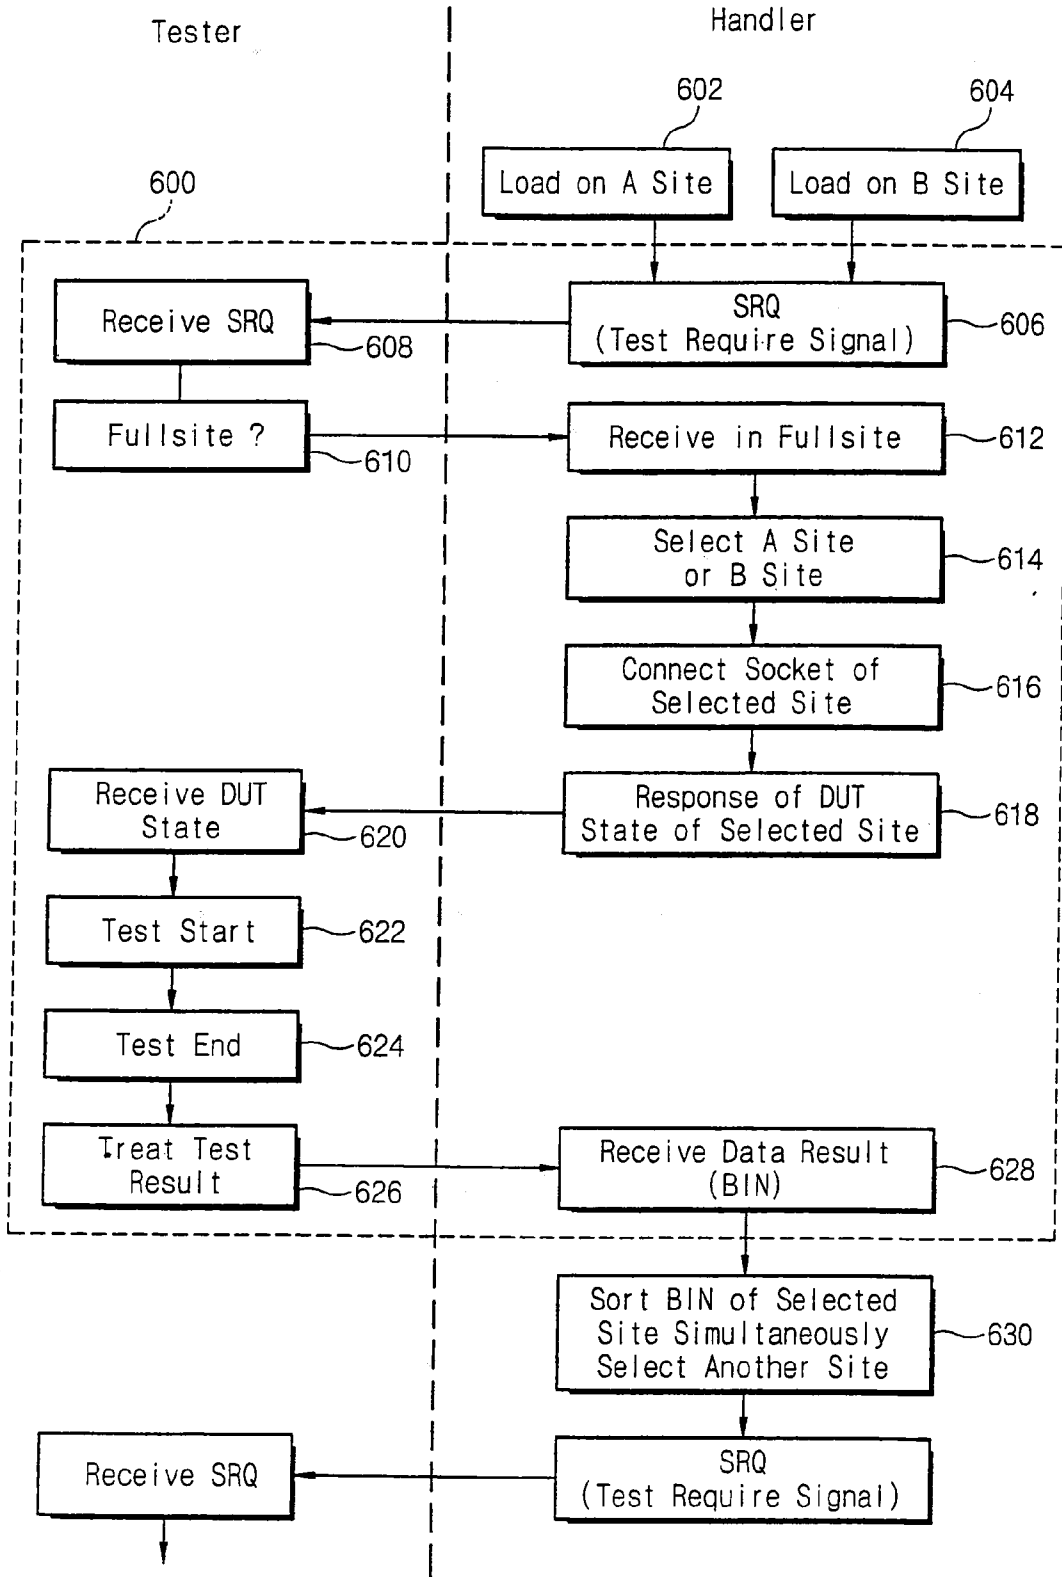 Tester
Handler
602
604
Load on A Site
Load on B Site
600
Receive SRQ
608
SRQ
(Test Require Signal)
606
Fullsite ?
610
Receive in Fullsite
612
Select A Site
or B Site
614
Connect Socket of
Selected Site
616
Receive DUT
State
620
Response of DUT
State of Selected Site
618
Test Start
622
Test End
624
Treat Test
Result
626
Receive Data Result
(BIN)
628
Sort BIN of Selected
Site Simultaneously
Select Another Site
630
Receive SRQ
SRQ
(Test Require Signal)